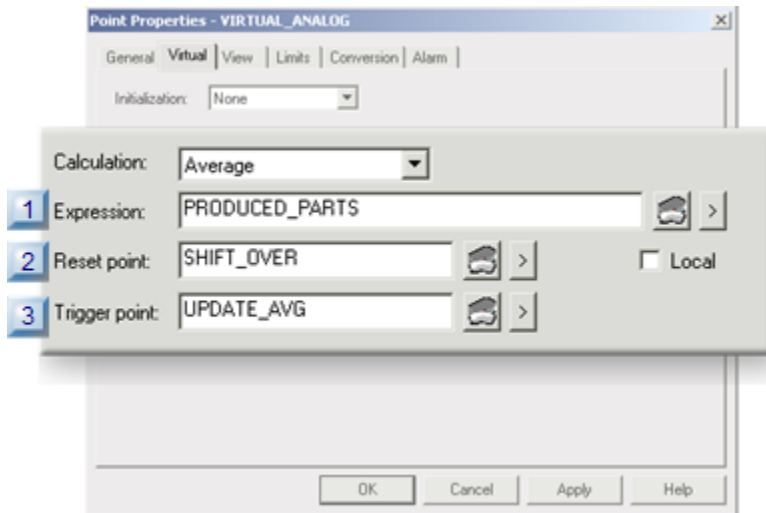 Point Properties - VIRTUAL_ANALOG
General Virtual View Limits Conversion Alarm
Initialization: None
Calculation: Average
1 Expression: PRODUCED_PARTS >
2 Reset point: SHIFT_OVER > Local
3 Trigger point: UPDATE_AVG >
OK Cancel Apply Help